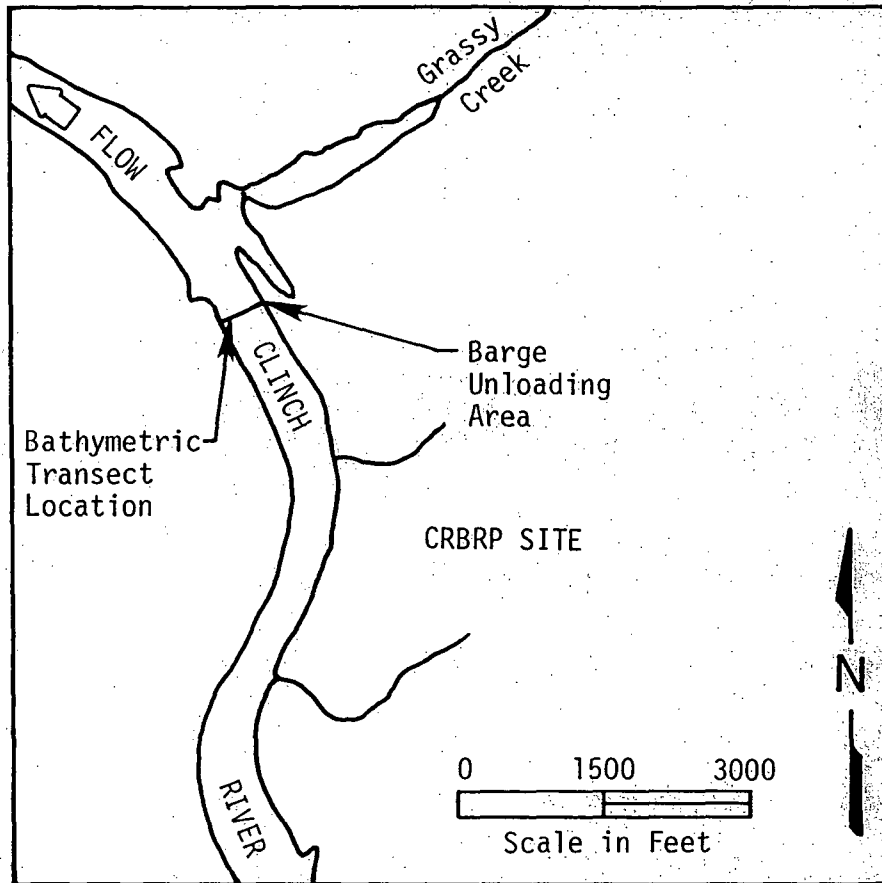 Grassy
Creek
FLOW
CLINCH
Barge
Unloading
Area
Bathymetric
Transect
Location
CRBRP SITE
N
0 1500 3000
Scale in Feet
RIVER